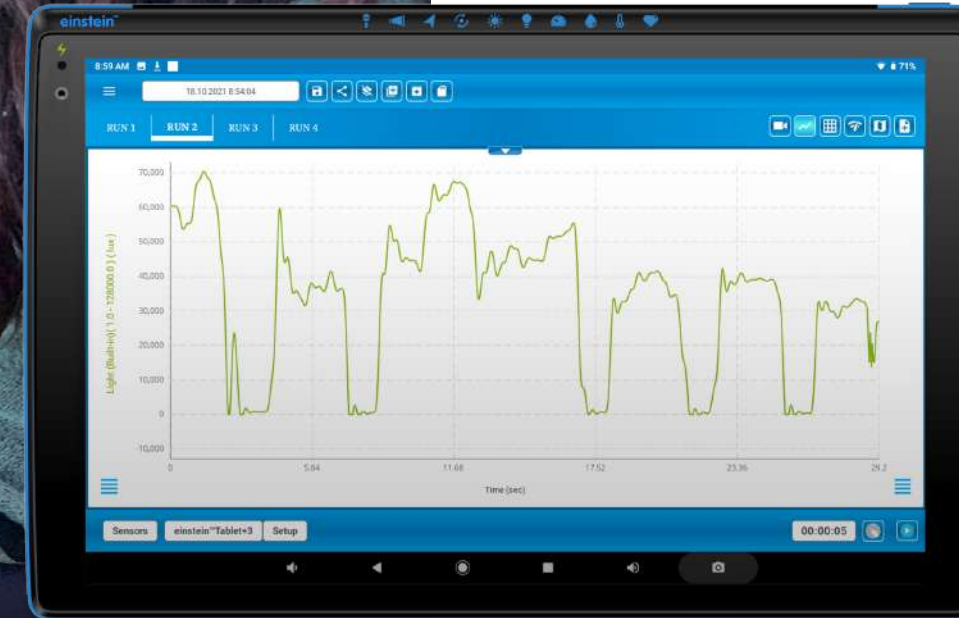 einstein™
8:59 AM
71%
18.10.2021 8:54:04
RUN 1 RUN 2 RUN 3 RUN 4
70,000
60,000
50,000
40,000
30,000
20,000
10,000
0
-10,000
Light (Built-in)( 1.0 - 128000.0 ) ( lux )
0 5.84 11.68 17.52 23.36 29.2
Time (sec)
Sensors einstein™Tablet+3 Setup
00:00:05